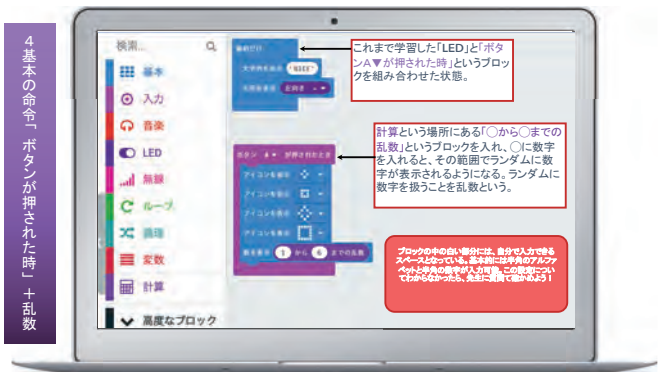 4基本の命令「ボタンが押された時」+乱数
検索...
基本
入力
音楽
LED
無線
ループ
論理
変数
計算
高度なブロック
最初だけ
文字列を表示
ボタン A▼ が押されたとき
アイコンを表示
アイコンを表示
アイコンを表示
アイコンを表示
数を表示 1 から 6 までの乱数
これまで学習した「LED」と「ボタ
ンA▼が押された時」というブロッ
クを組み合わせた状態。
計算という場所にある「◯から◯までの
乱数」というブロックを入れ、◯に数字
を入れると、その範囲でランダムに数
字が表示されるようになる。ランダムに
数字を扱うことを乱数という。
ブロックの中の白い部分には、自分で入力できる
スペースとなっている。基本的には半角のアルファ
ベットと半角の数字が入力可能。この設定につい
てわからなかったら、先生に質問て確かめよう！